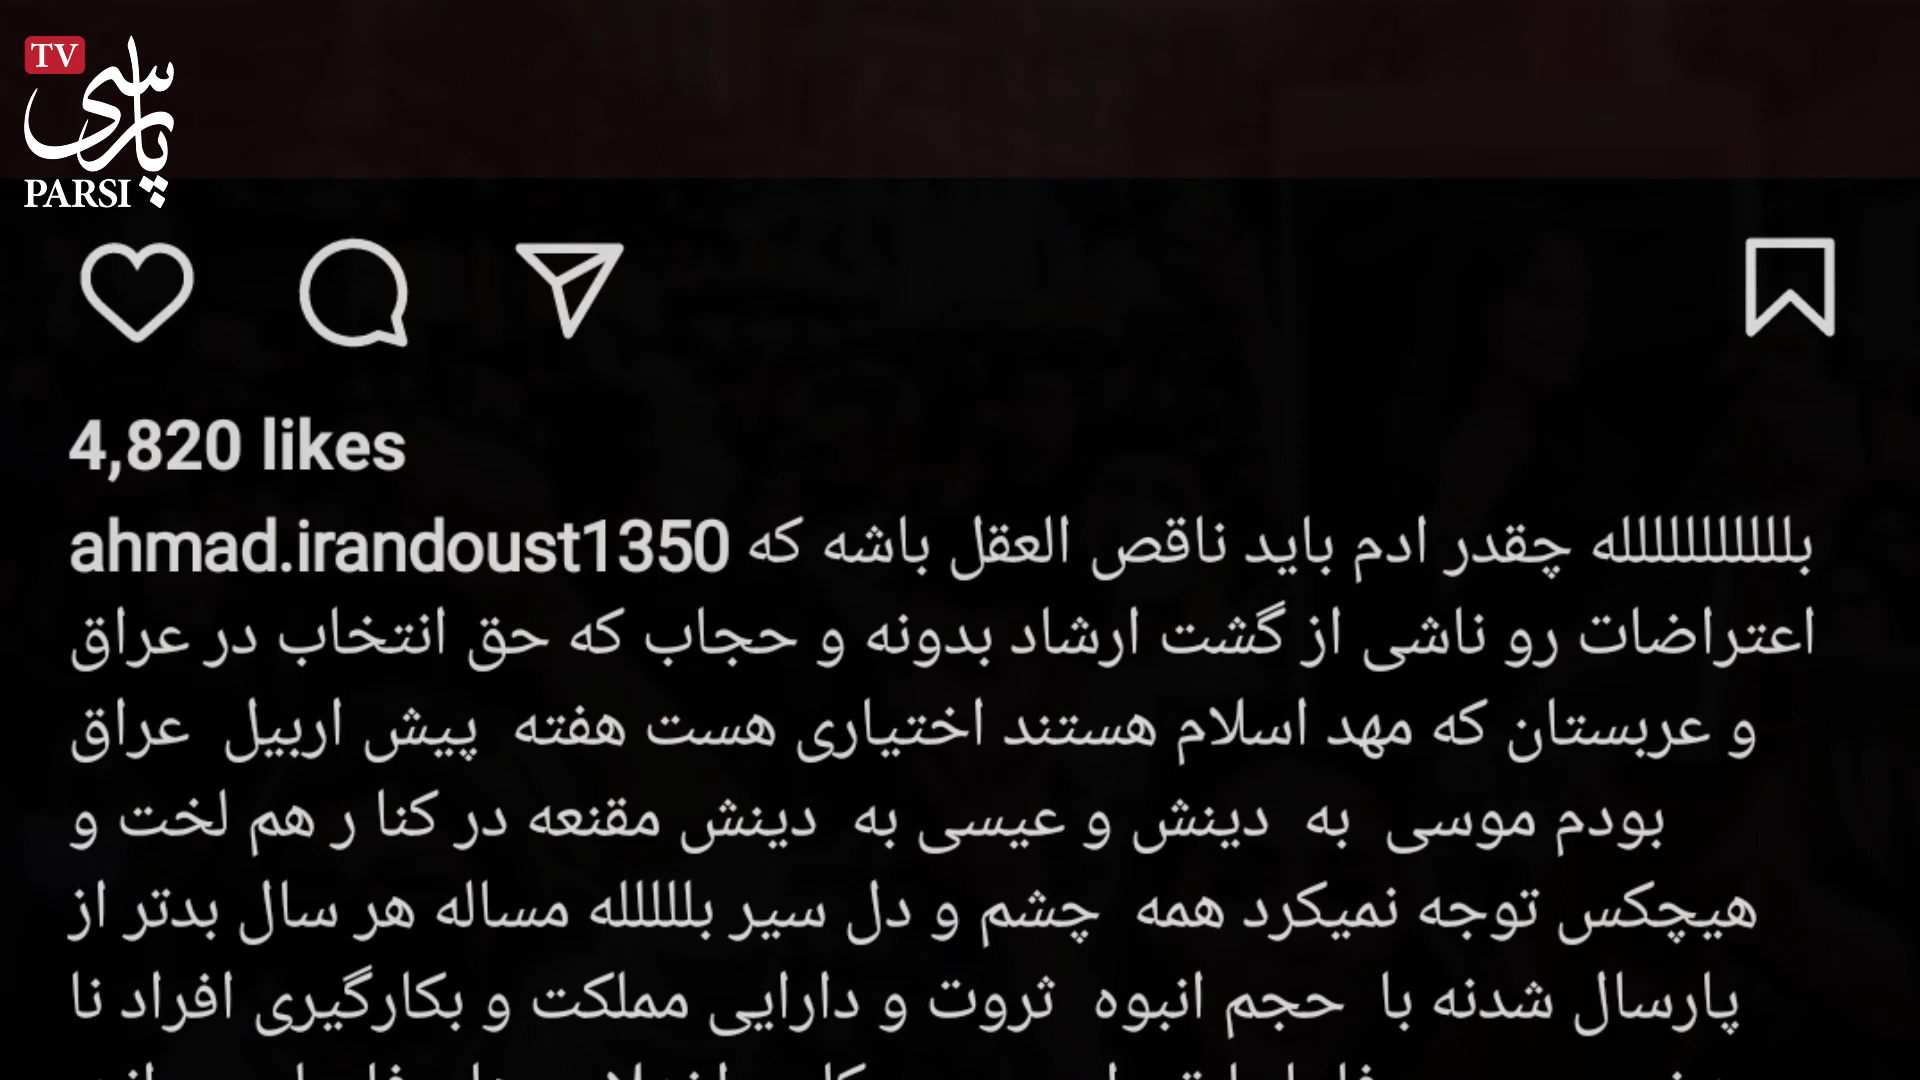 TV
پارسی
PARSI
4,820 likes
ahmad.irandoust1350 بلللللللللللله چقدر ادم باید ناقص العقل باشه که
اعتراضات رو ناشی از گشت ارشاد بدونه و حجاب که حق انتخاب در عراق
و عربستان که مهد اسلام هستند اختیاری هست هفته پیش اربیل عراق
بودم موسی به دینش و عیسی به دینش مقنعه در کنا ر هم لخت و
هیچکس توجه نمیکرد همه چشم و دل سیر بلللللله مساله هر سال بدتر از
پارسال شدنه با حجم انبوه ثروت و دارایی مملکت و بکارگیری افراد نا